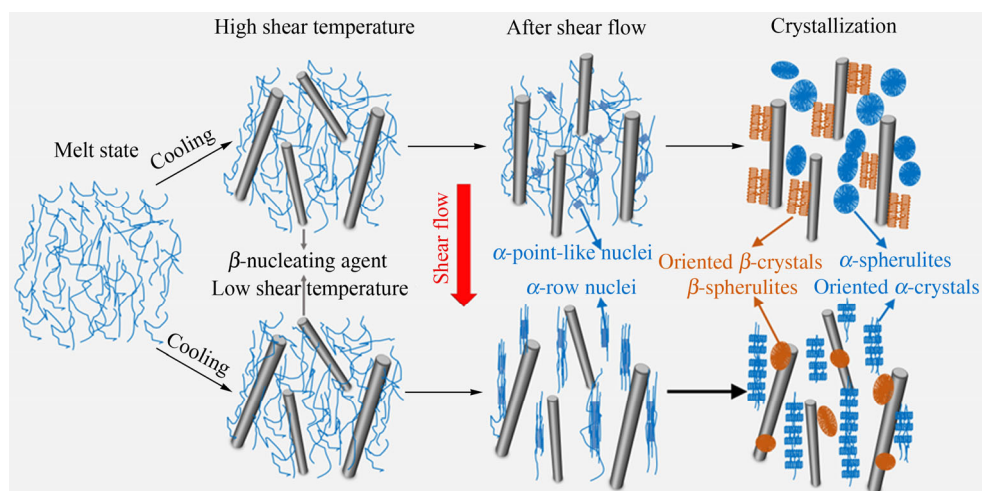 High shear temperature
After shear flow
Crystallization
Melt state
Cooling
Shear flow
β-nucleating agent
Low shear temperature
α-point-like nuclei
α-row nuclei
Oriented β-crystals
β-spherulites
α-spherulites
Oriented α-crystals
Cooling